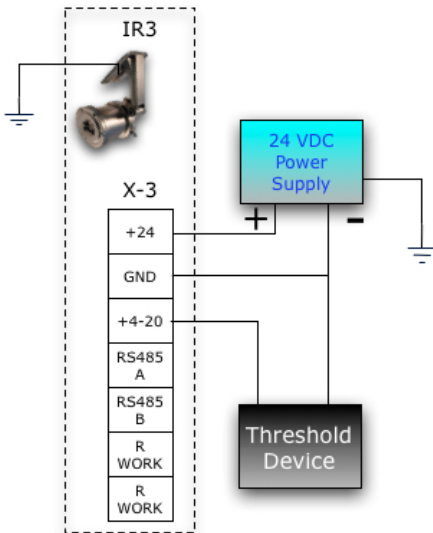 IR3
24 VDC
Power
Supply
+
-
X-3
+24
GND
+4-20
RS485
A
RS485
B
R
WORK
R
WORK
Threshold
Device